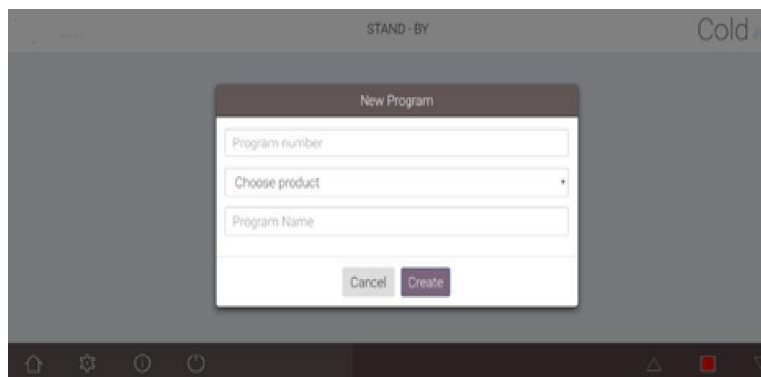 STAND - BY
Cold
New Program
Program number
Choose product
Program Name
Cancel
Create